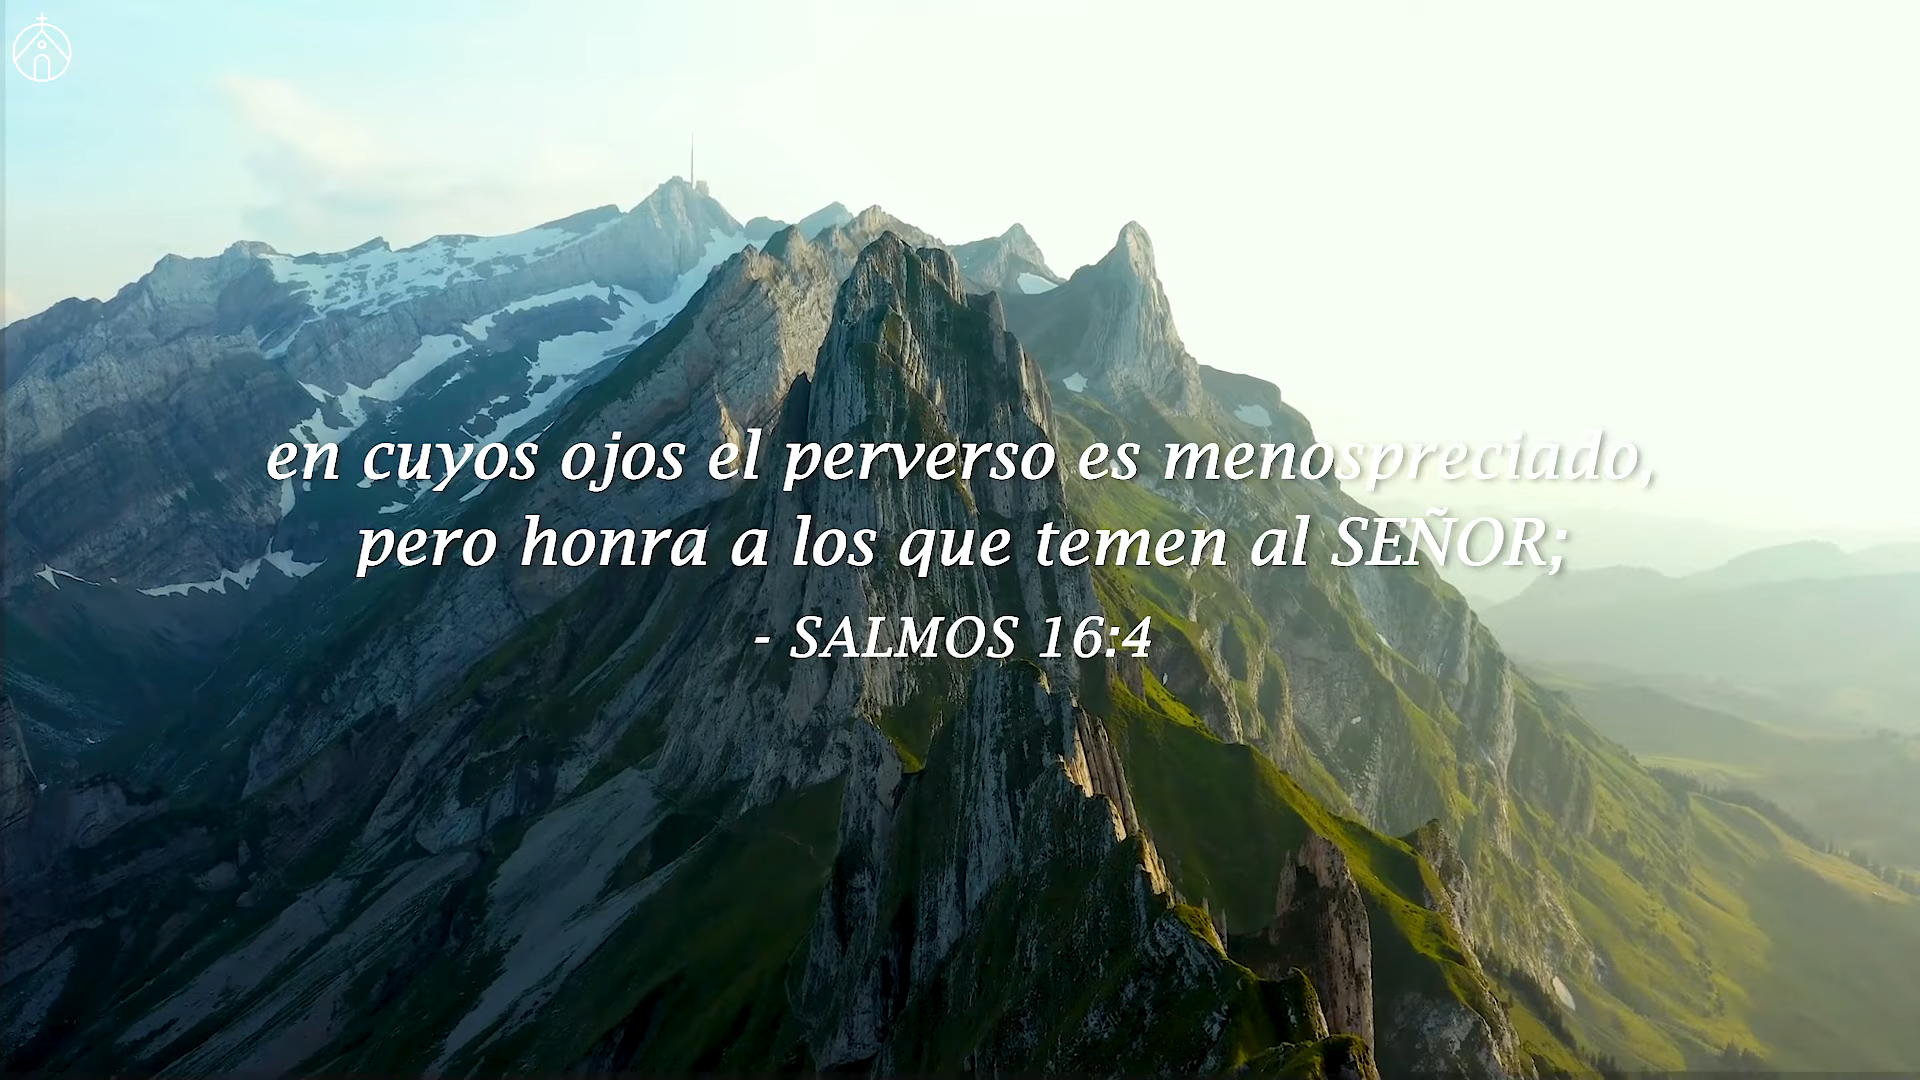 en cuyos ojos el perverso es menospreciado,
pero honra a los que temen al SEÑOR;
- SALMOS 16:4